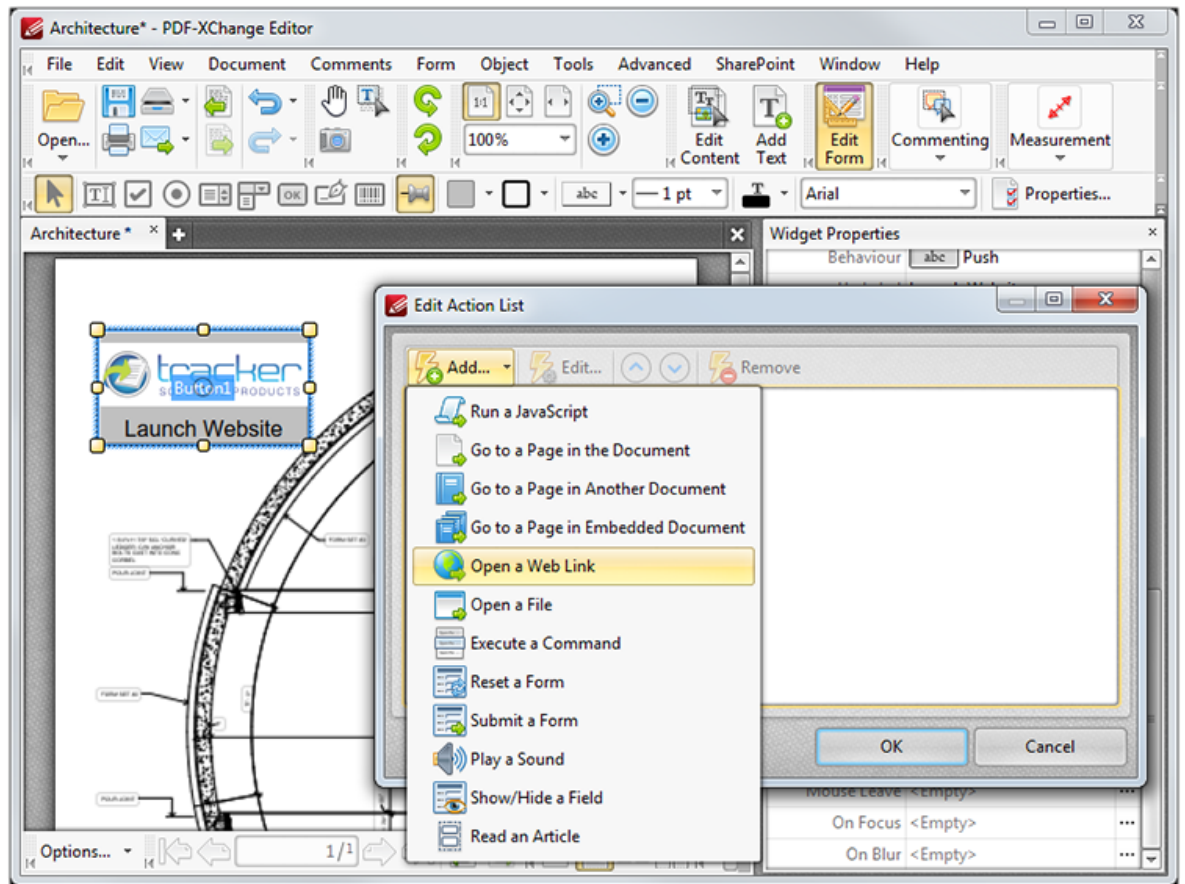 Architecture* - PDF-XChange Editor
File Edit View Document Comments Form Object Tools Advanced SharePoint Window Help
Open...
1:1
100%
Edit Content
Add Text
Edit Form
Commenting
Measurement
OK
abc
1 pt
Arial
Properties...
Architecture *
Widget Properties
Behaviour abc Push
Edit Action List
Add... Edit... Remove
tracker
Button1 PRODUCTS
Launch Website
Run a JavaScript
Go to a Page in the Document
Go to a Page in Another Document
Go to a Page in Embedded Document
Open a Web Link
Open a File
Execute a Command
Reset a Form
Submit a Form
Play a Sound
Show/Hide a Field
Read an Article
OK Cancel
Mouse Leave <Empty> ...
On Focus <Empty> ...
On Blur <Empty> ...
Options... 1/1